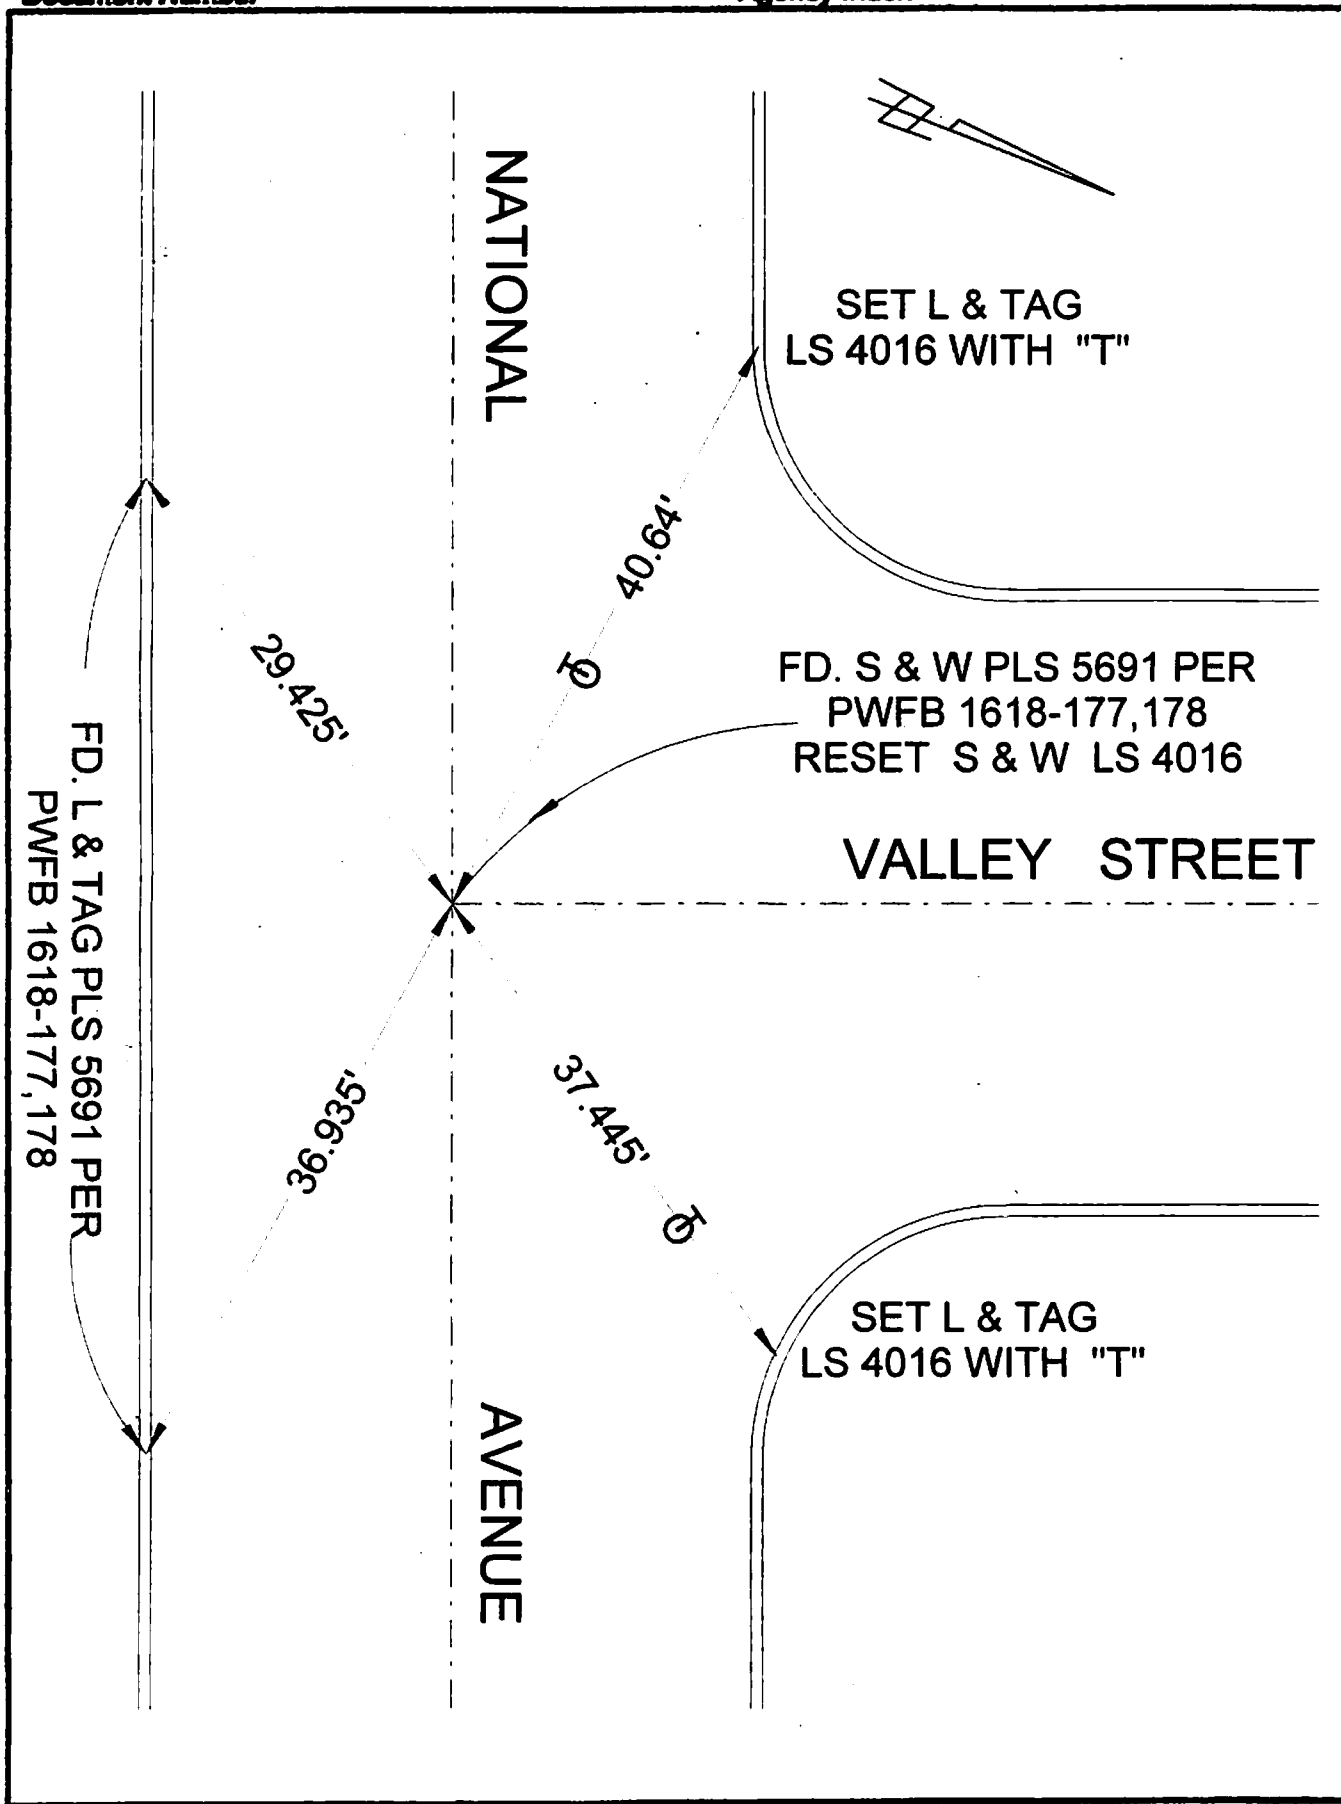 NATIONAL
SET L & TAG
LS 4016 WITH "T"
40.64'
29.425'
FD. S & W PLS 5691 PER
PWFB 1618-177,178
RESET S & W LS 4016
VALLEY STREET
FD. L & TAG PLS 5691 PER
PWFB 1618-177,178
36.935'
37.445'
SET L & TAG
LS 4016 WITH "T"
AVENUE